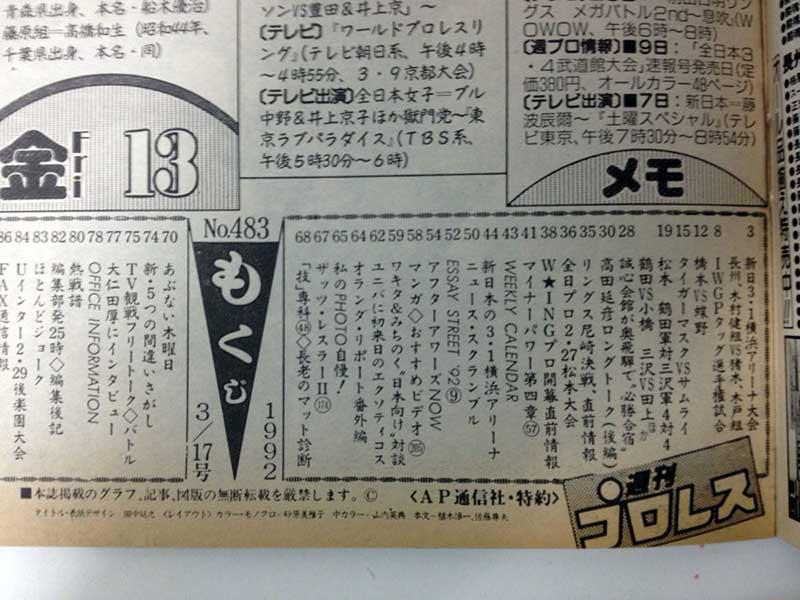 青森県出身、本名・船木優治)
藤原組―高橋和生(昭和44年、
千葉県出身、本名・同)
金 Fri 13
ソンVS豊田&井上京」〜
〔テレビ〕『ワールドプロレスリ
ング』(テレビ朝日系、午後4時
〜4時55分、3・9京都大会)
〔テレビ出演〕全日本女子=ブル
中野&井上京子ほか獄門党〜『東
京ラブパラダイス』(TBS系、
午後5時30分〜6時)
グス メガバトル2nd〜息吹』(W
OWOW、午後6時〜8時)
〔週プロ情報〕■9日:「全日本3
・4武道館大会」速報号発売日(定
価380円、オールカラー48ページ)
〔テレビ出演〕■7日:新日本=藤
波辰爾〜『土曜スペシャル』(テレ
ビ東京、午後7時30分〜8時54分)
メモ
3 新日3・1横浜アリーナ大会
長州、木村健組VS猪木、木戸組
8 IWGPタッグ選手権試合
12 橋本VS蝶野
15 タイガーマスクVSサムライ
16 松本 鶴田軍対三沢軍4対4
19 鶴田VS小橋 三沢VS田上ほか
28 誠心会館が奥飛騨で"必勝合宿"
30 高田延彦ロングトーク(後編)
35 リングス尼崎決戦、直前情報
36 全日プロ2・27松本大会
38 W★INGプロ開幕直前情報
41 マイナーパワー第四章㊼
43 WEEKLY CALENDAR
44 新日本の3・1横浜アリーナ
50 ニュースのスクランブル
52 ESSAY STREET '92⑨
54 アフターアワーズNOW
58 マンガ◇おすすめビデオ(205)
59 ワキタ&みちのく、日本向け"対談
62 ユニバに初来日のエクソティコス
64 オランダ・リポート番外編
65 私のPHOTO自慢!
67 ザッツ・レスラーII(174)
68 「技」専科㊽◇長老のマット診断
No.483
もくじ
1992
3/17号
70 あぶない木曜日
74 新・5つの間違いさがし
75 TV観戦フリートーク◇バトル
77 大仁田厚にインタビュー
78 OFFICE INFORMATION
80 熱戦譜
82 編集部発25時◇編集後記
83 ほとんどジョーク
84 Uインター2・29後楽園大会
86 FAX通信情報
■本誌掲載のグラフ、記事、図版の無断転載を厳禁します。© 〈AP通信社・特約〉
週刊プロレス